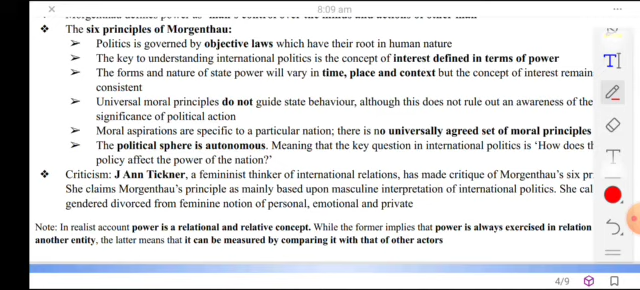 8:09 am
Morgenthau defines power as "man's control over the minds and actions of other man"
❖ The six principles of Morgenthau:
➢ Politics is governed by objective laws which have their root in human nature
➢ The key to understanding international politics is the concept of interest defined in terms of power
➢ The forms and nature of state power will vary in time, place and context but the concept of interest remain
consistent
➢ Universal moral principles do not guide state behaviour, although this does not rule out an awareness of the
significance of political action
➢ Moral aspirations are specific to a particular nation; there is no universally agreed set of moral principles
➢ The political sphere is autonomous. Meaning that the key question in international politics is 'How does th
policy affect the power of the nation?'
❖ Criticism: J Ann Tickner, a femininist thinker of international relations, has made critique of Morgenthau's six pr
She claims Morgenthau's principle as mainly based upon masculine interpretation of international politics. She cal
gendered divorced from feminine notion of personal, emotional and private
Note: In realist account power is a relational and relative concept. While the former implies that power is always exercised in relation
another entity, the latter means that it can be measured by comparing it with that of other actors
4/9